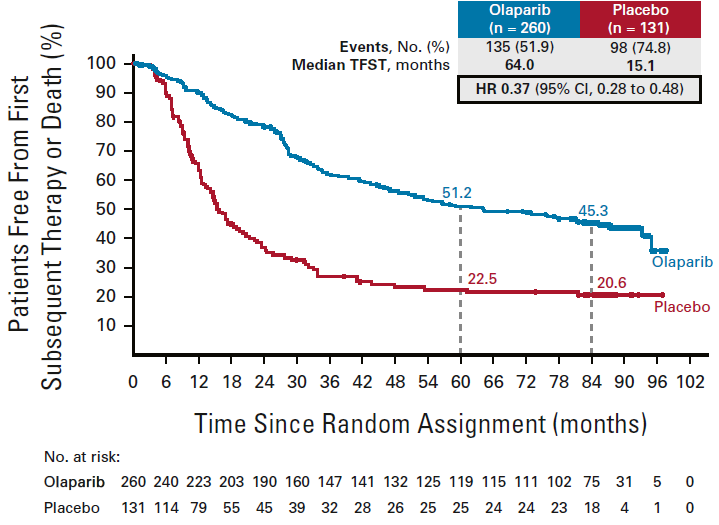 Olaparib Placebo
(n = 260) (n = 131)
Events, No. (%) 135 (51.9) 98 (74.8)
Median TFST, months 64.0 15.1
HR 0.37 (95% CI, 0.28 to 0.48)
Patients Free From First
Subsequent Therapy or Death (%)
100
90
80
70
60
50
40
30
20
10
51.2
45.3
Olaparib
22.5
20.6
Placebo
0 6 12 18 24 30 36 42 48 54 60 66 72 78 84 90 96 102
Time Since Random Assignment (months)
No. at risk:
Olaparib 260 240 223 203 190 160 147 141 132 125 119 115 111 102 75 31 5 0
Placebo 131 114 79 55 45 39 32 28 26 25 25 24 24 23 18 4 1 0